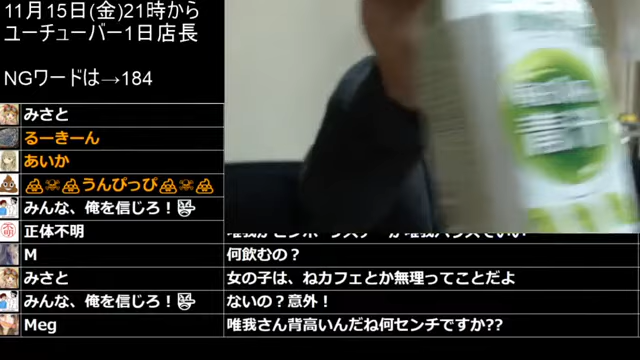 11月15日(金)21時から
ユーチューバー1日店長
NGワードは→184
みさと
るーきーん
あいか
💩☠💩うんぴっぴ💩☠💩
みんな、俺を信じろ！
正体不明
M 何飲むの？
みさと 女の子は、ねカフェとか無理ってことだよ
みんな、俺を信じろ！ ないの？意外！
Meg 唯我さん背高いんだね何センチですか??